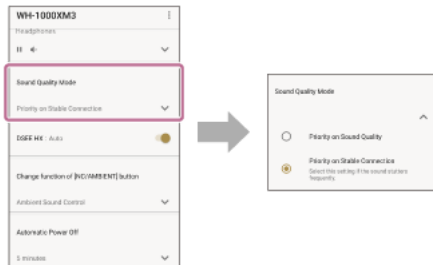 WH-1000XM3
Headphones
Sound Quality Mode
Priority on Stable Connection
DSEE HX : Auto
Change function of [NC/AMBIENT] button
Ambient Sound Control
Automatic Power Off
5 minutes
Sound Quality Mode
Priority on Sound Quality
Priority on Stable Connection
Select this setting if the sound stutters
frequently.